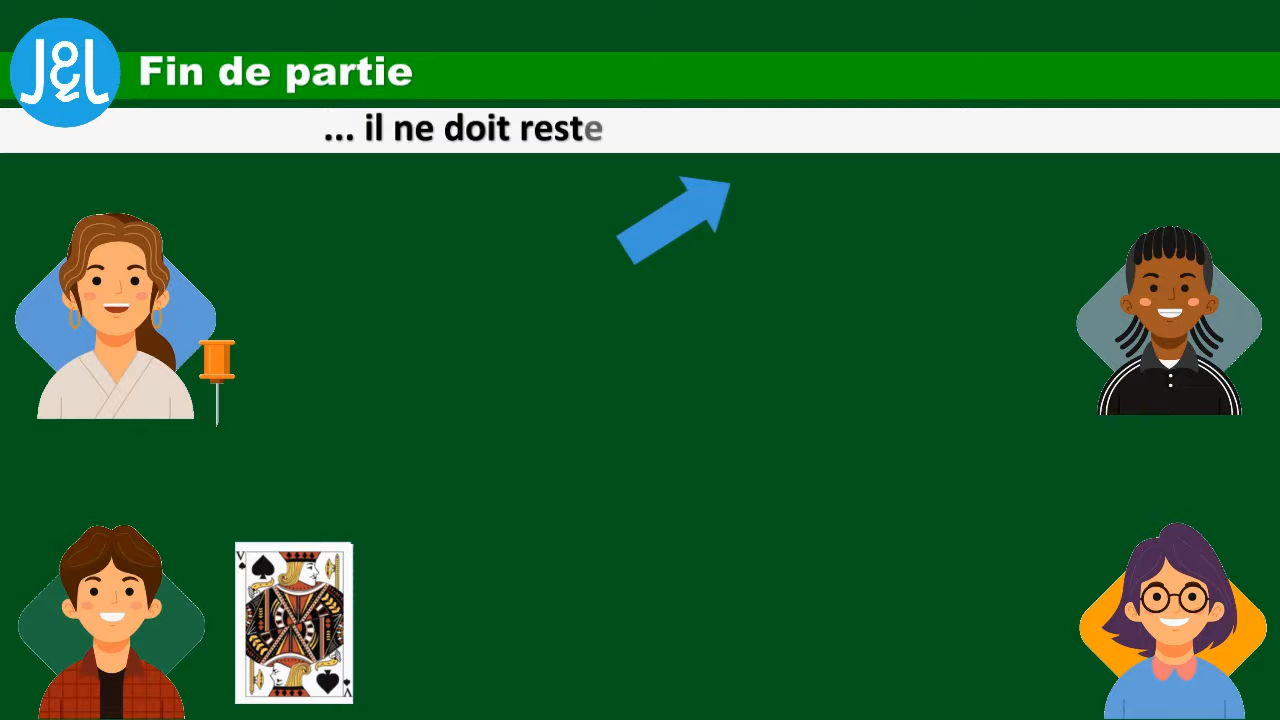 J&L
Fin de partie
... il ne doit reste
V
V